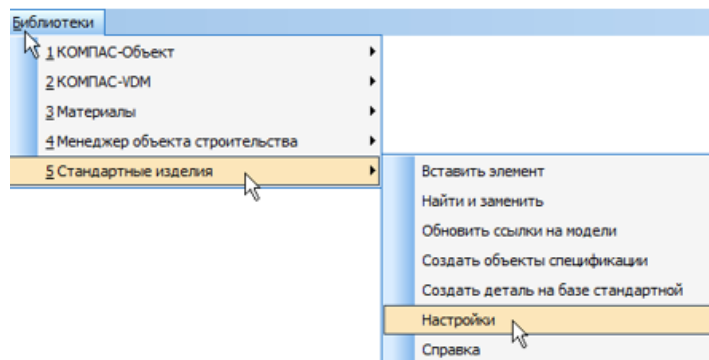 Библиотеки
1 КОМПАС-Объект
2 КОМПАС-VDM
3 Материалы
4 Менеджер объекта строительства
5 Стандартные изделия
Вставить элемент
Найти и заменить
Обновить ссылки на модели
Создать объекты спецификации
Создать деталь на базе стандартной
Настройки
Справка